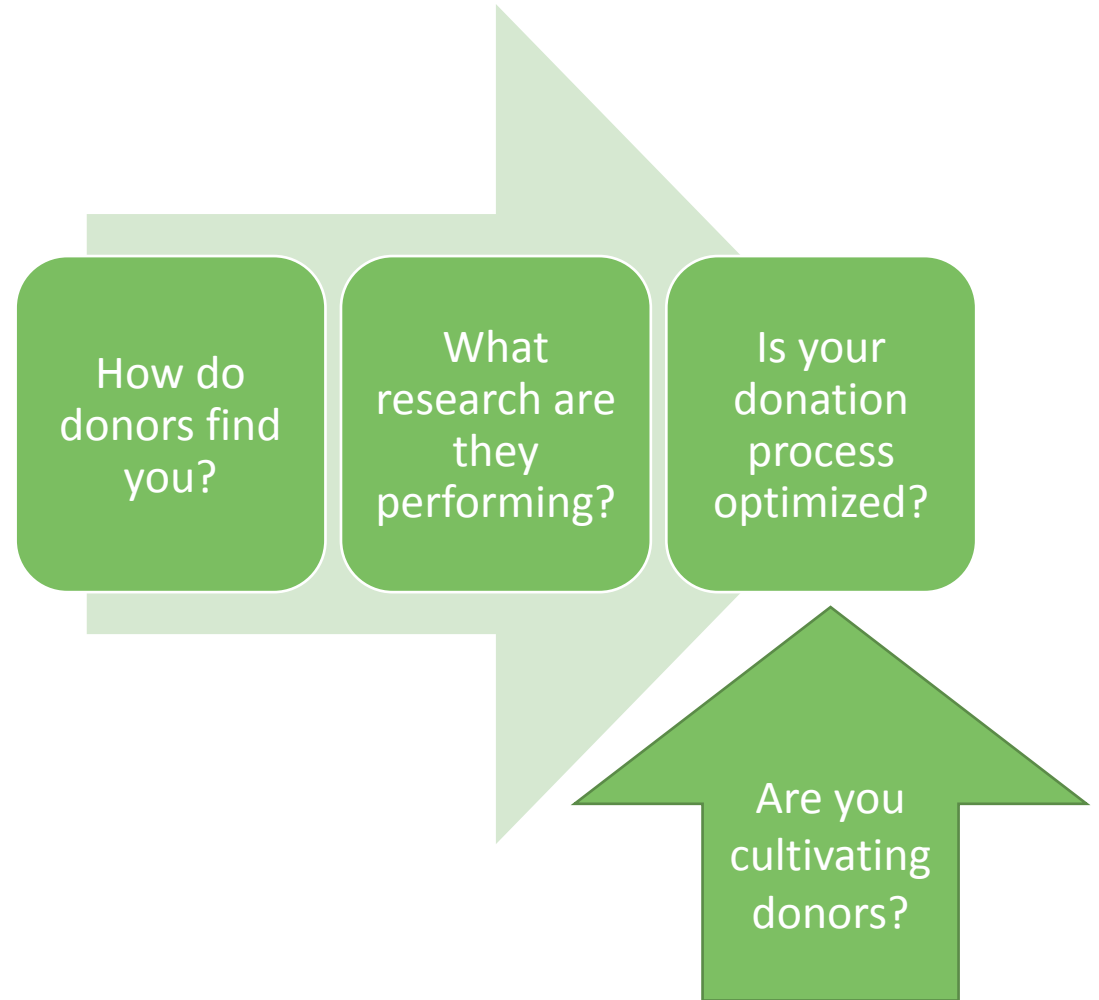 How do
donors find
you?
What
research are
they
performing?
Is your
donation
process
optimized?
Are you
cultivating
donors?